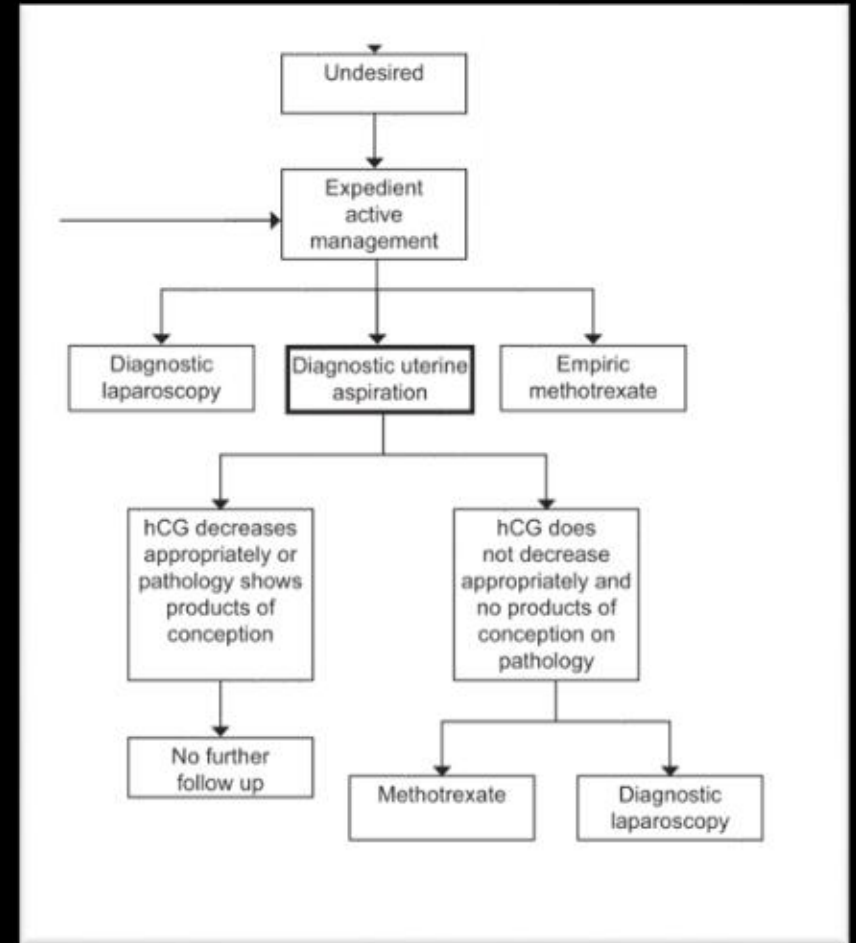 Undesired
Expedient
active
management
Diagnostic
laparoscopy
Diagnostic uterine
aspiration
Empiric
methotrexate
hCG decreases
appropriately or
pathology shows
products of
conception
hCG does
not decrease
appropriately and
no products of
conception on
pathology
No further
follow up
Methotrexate
Diagnostic
laparoscopy